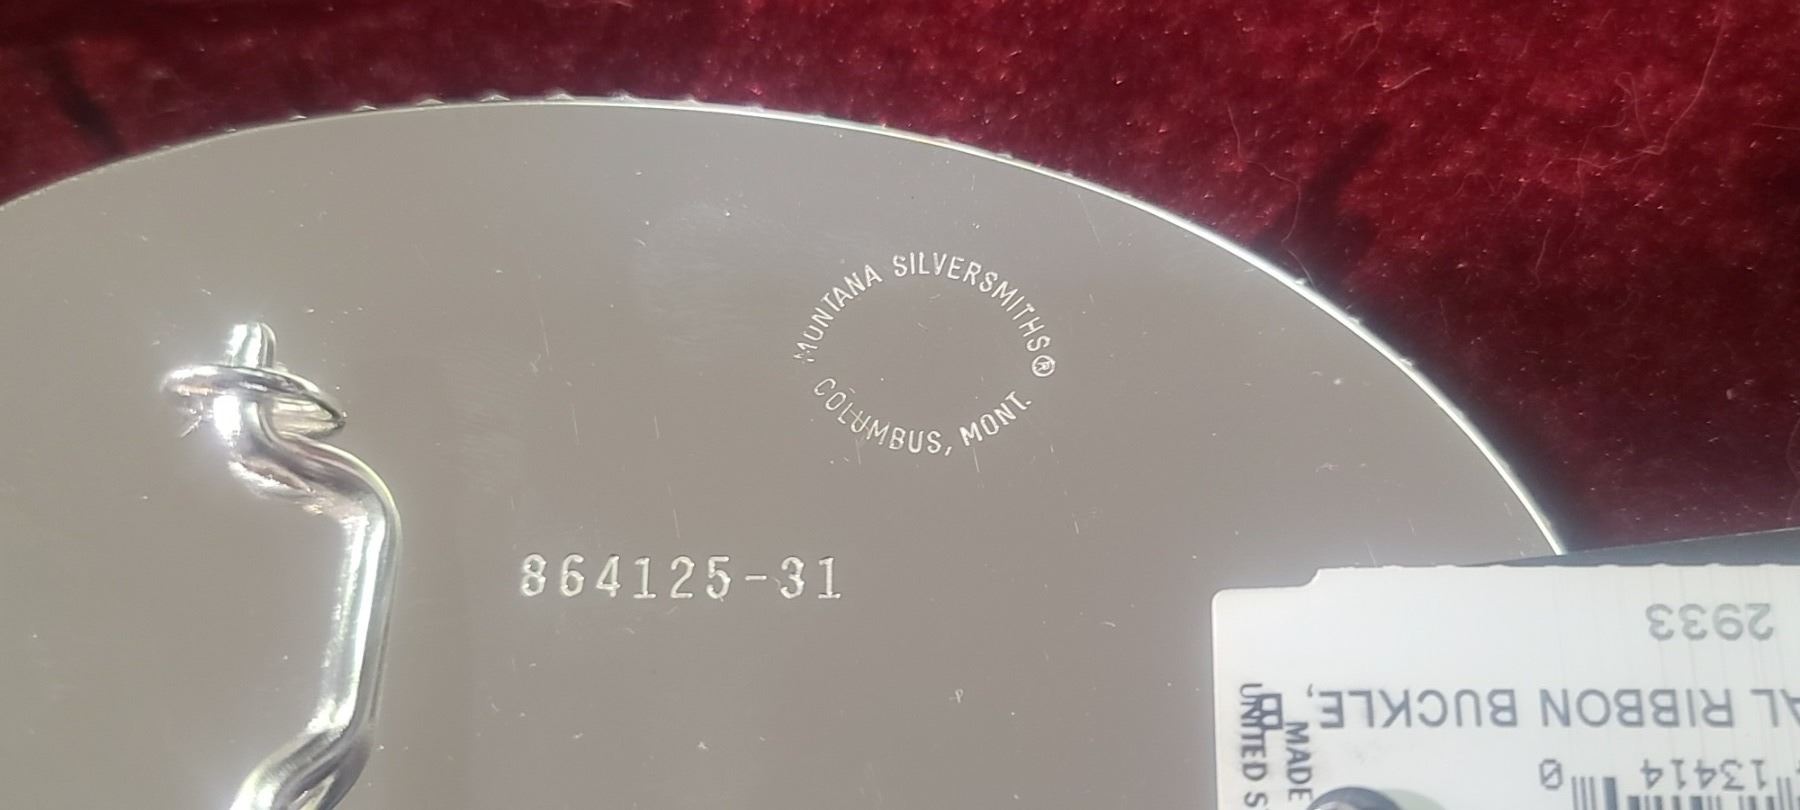 MONTANA SILVERSMITHS®
COLUMBUS, MONT.
864125-31
2933
AL RIBBON BUCKLE,
13414 0
MADE
UNITED S